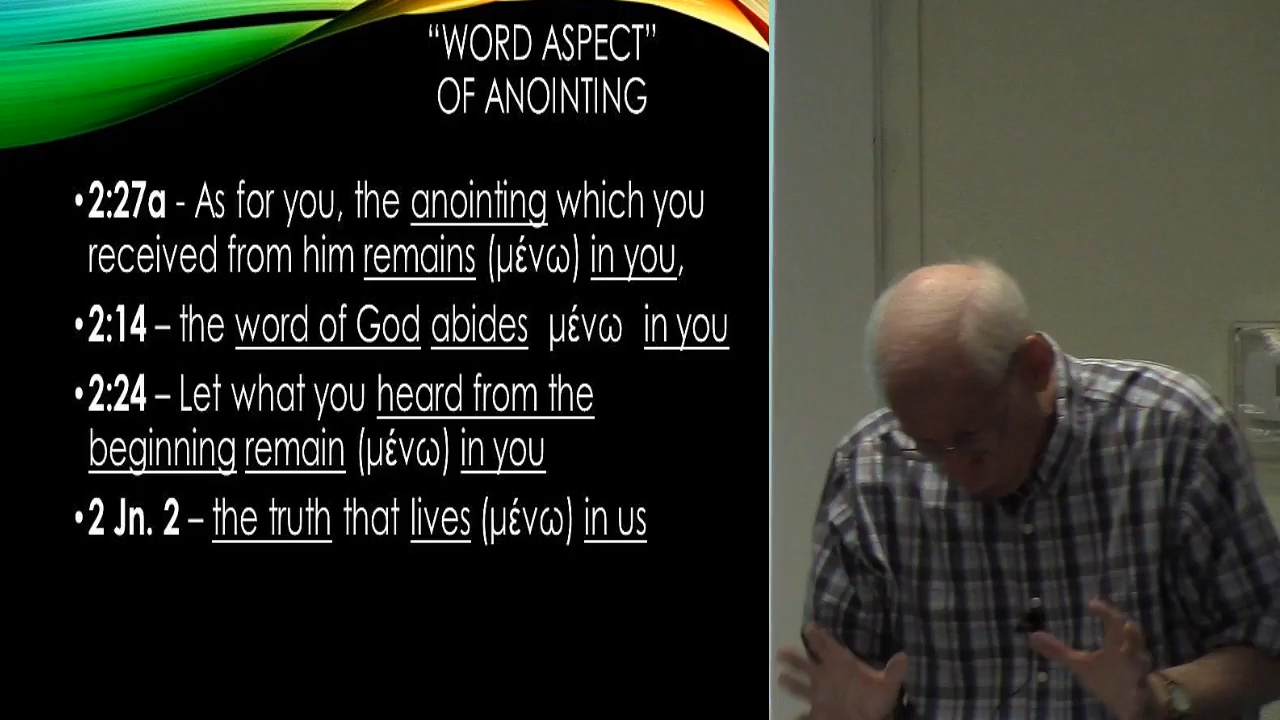 “WORD ASPECT”
OF ANOINTING
•2:27a - As for you, the anointing which you
received from him remains (μένω) in you,
•2:14 – the word of God abides μένω in you
•2:24 – Let what you heard from the
beginning remain (μένω) in you
•2 Jn. 2 – the truth that lives (μένω) in us